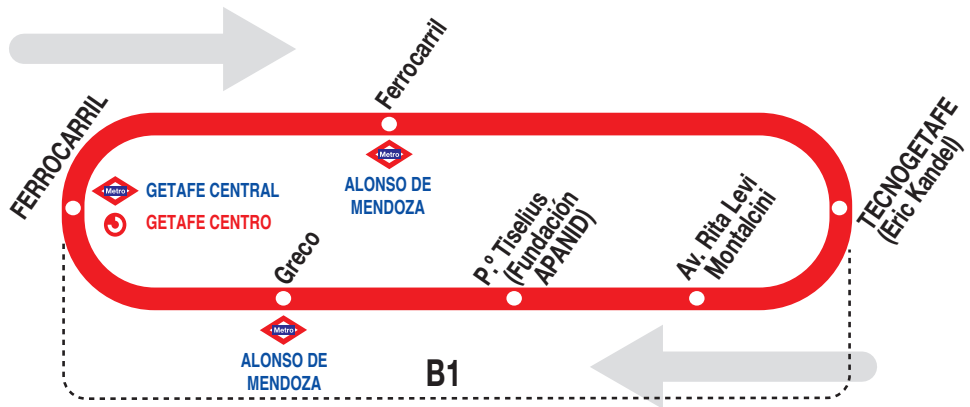 Ferrocarril
FERROCARRIL
Metro
GETAFE CENTRAL
GETAFE CENTRO
Metro
ALONSO DE
MENDOZA
TECNOGETAFE
(Eric Kandel)
Greco
P.º Tiselius
(Fundación
APANID)
Av. Rita Levi
Montalcini
Metro
ALONSO DE
MENDOZA
B1